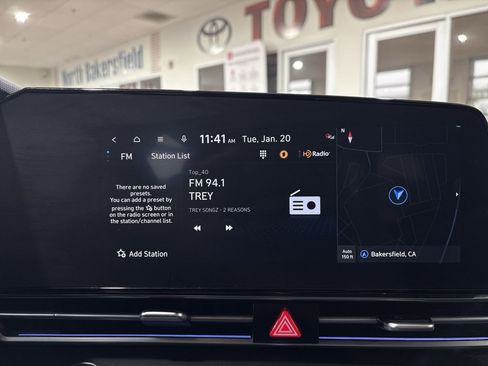 TOYO
North Bakersfield
11:41 AM Tue, Jan. 20
FM Station List HD Radio
N
There are no saved
presets.
You can add a preset by
pressing the button
on the radio screen or in
the station/channel list.
Add Station
Top_40
FM 94.1
TREY
TREY SONGZ - 2 REASONS
Auto
150 ft
Bakersfield, CA